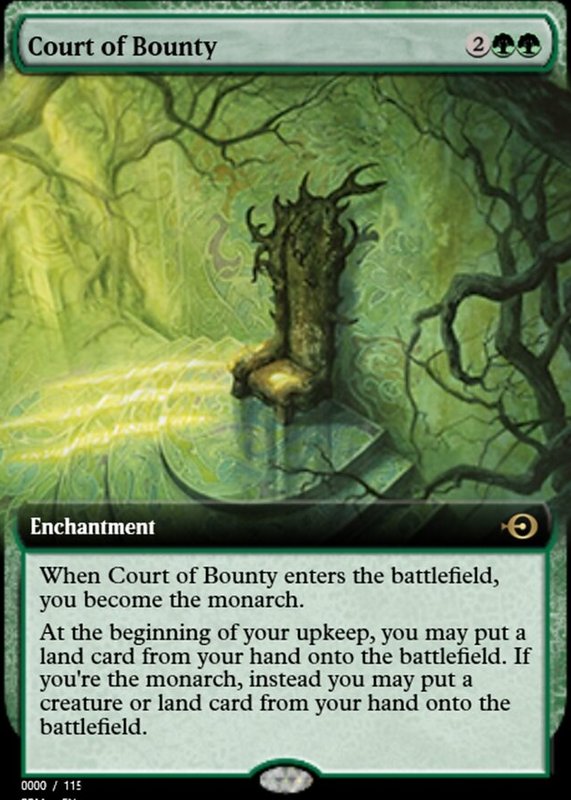 Court of Bounty 2
Enchantment
When Court of Bounty enters the battlefield,
you become the monarch.
At the beginning of your upkeep, you may put a
land card from your hand onto the battlefield. If
you're the monarch, instead you may put a
creature or land card from your hand onto the
battlefield.
0000 / 115